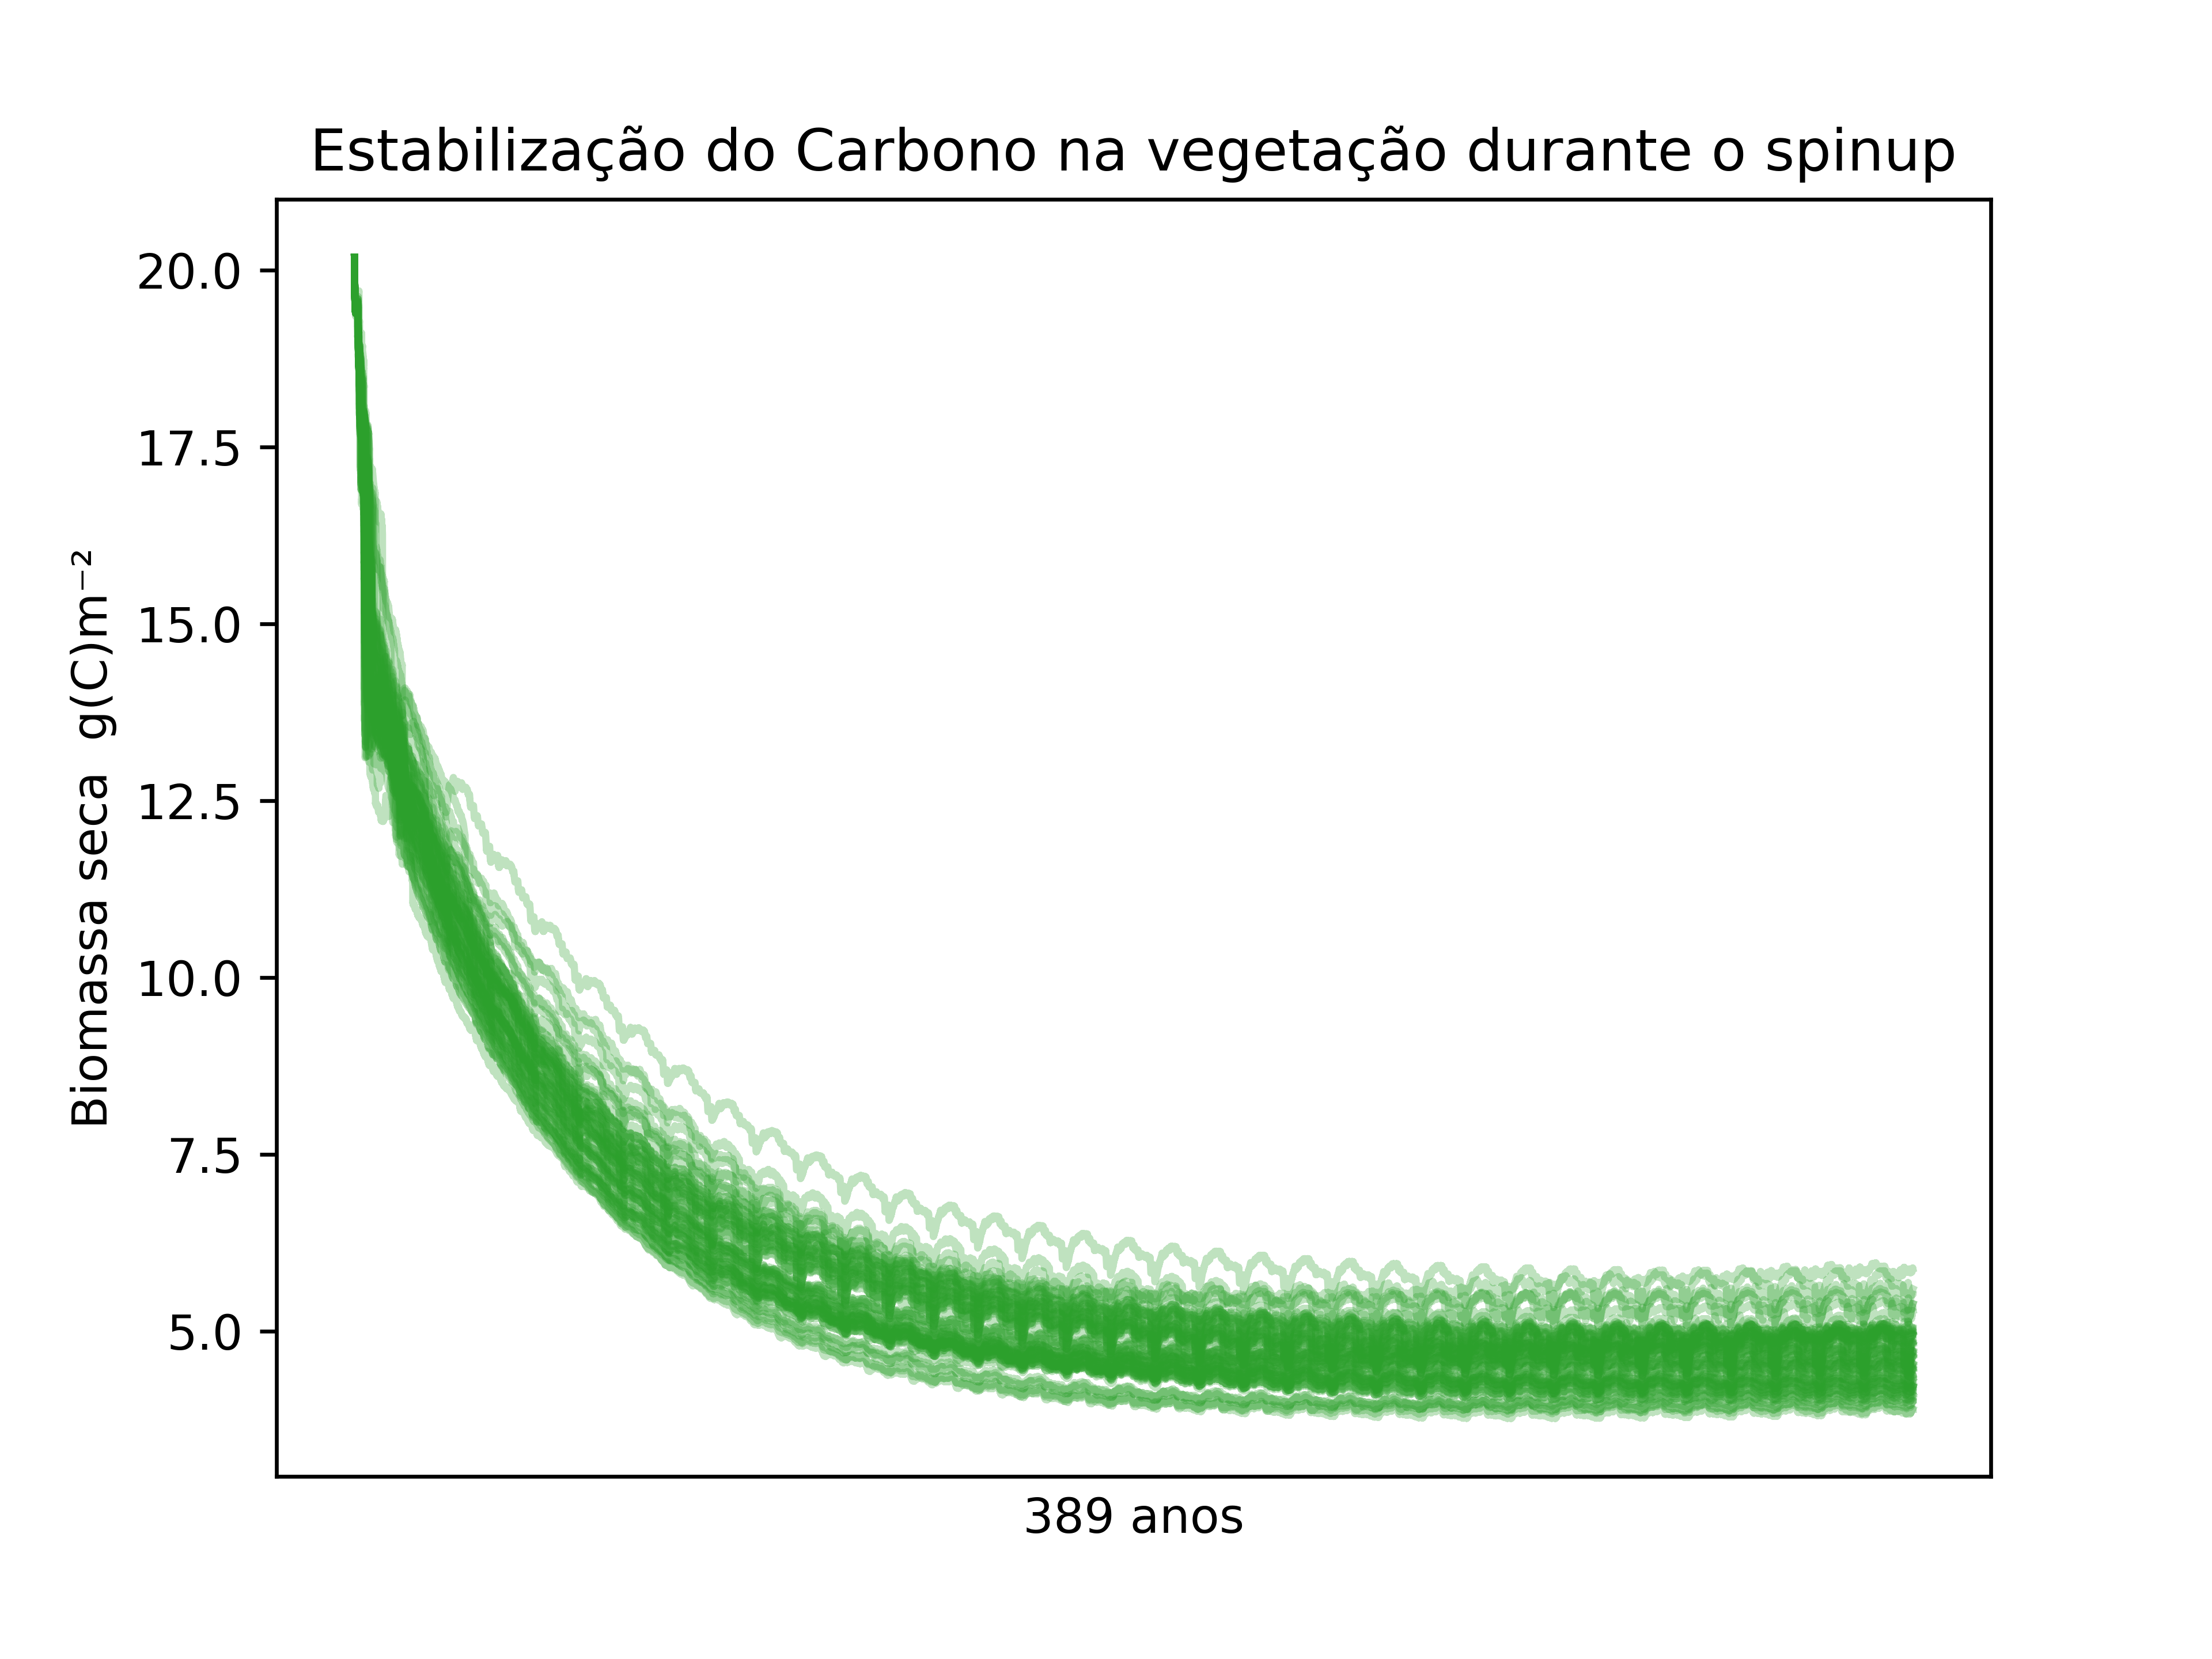 Estabilização do Carbono na vegetação durante o spinup
Biomassa seca  g(C)m⁻²
20.0
17.5
15.0
12.5
10.0
7.5
5.0
389 anos